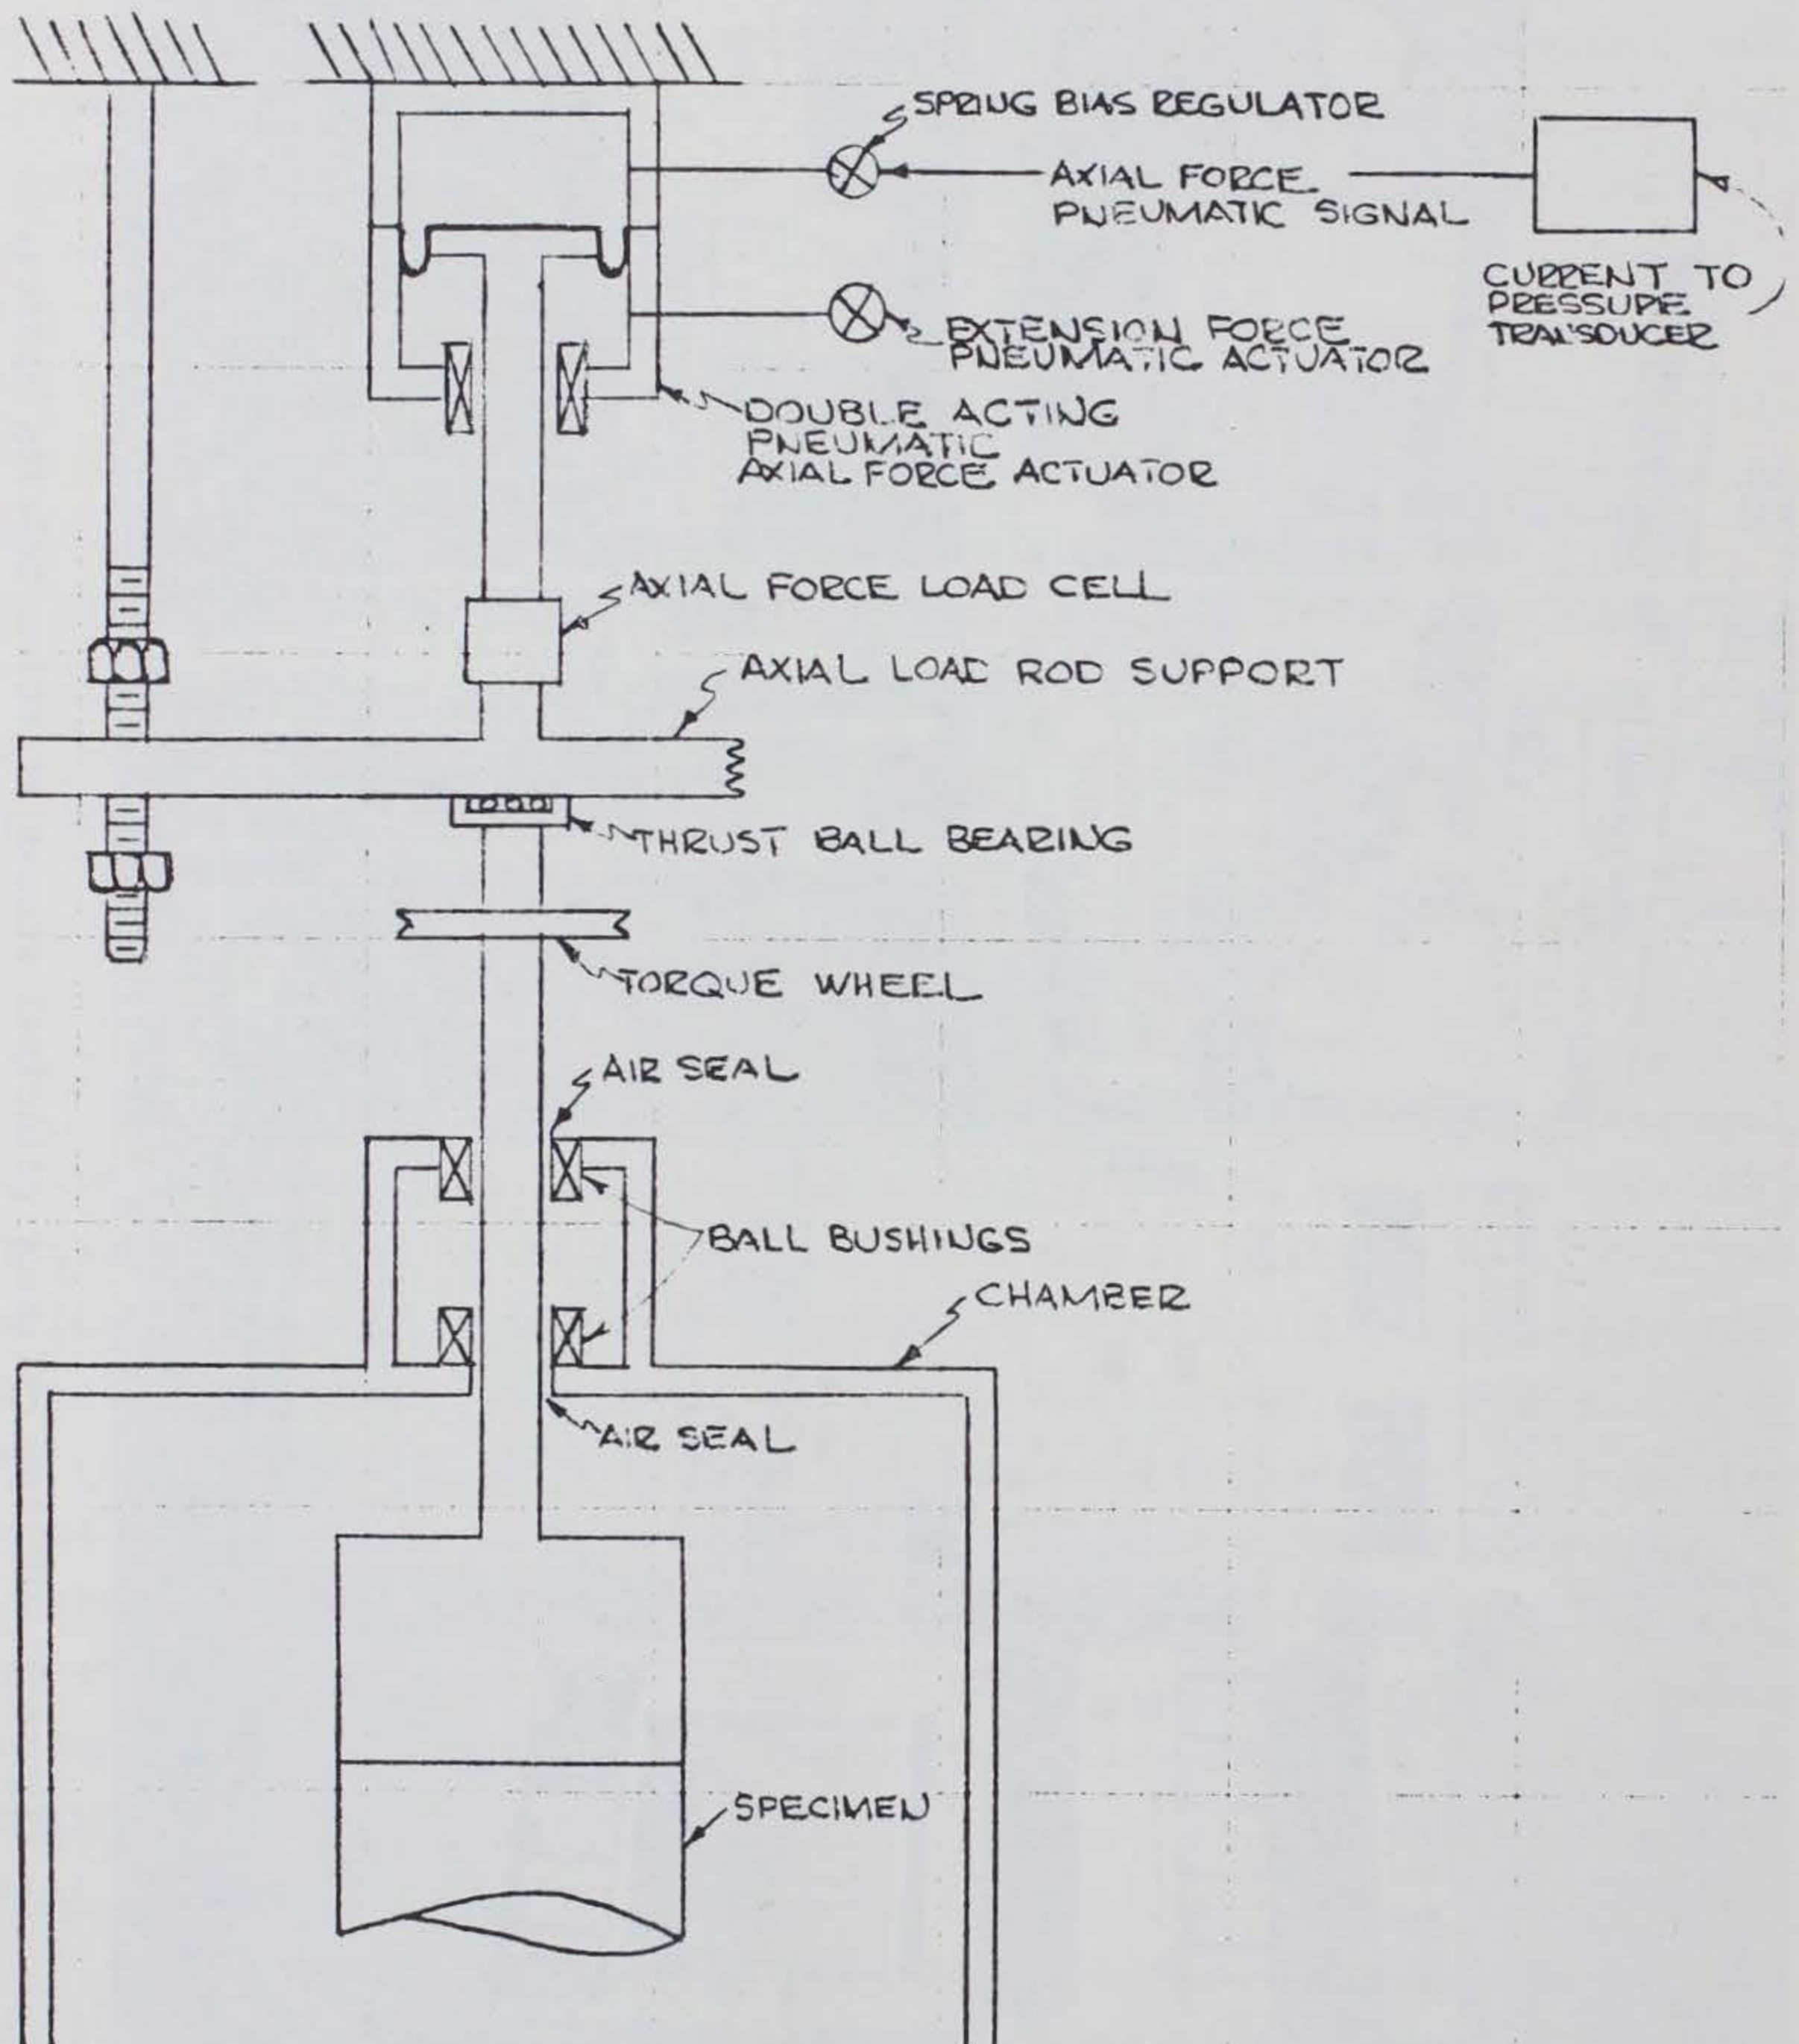 SPRING BIAS REGULATOR
AXIAL FORCE
PNEUMATIC SIGNAL
CURRENT TO
PRESSURE
TRANSDUCER
EXTENSION FORCE
PNEUMATIC ACTUATOR
DOUBLE ACTING
PNEUMATIC
AXIAL FORCE ACTUATOR
AXIAL FORCE LOAD CELL
AXIAL LOAD ROD SUPPORT
THRUST BALL BEARING
TORQUE WHEEL
AIR SEAL
BALL BUSHINGS
CHAMBER
AIR SEAL
SPECIMEN